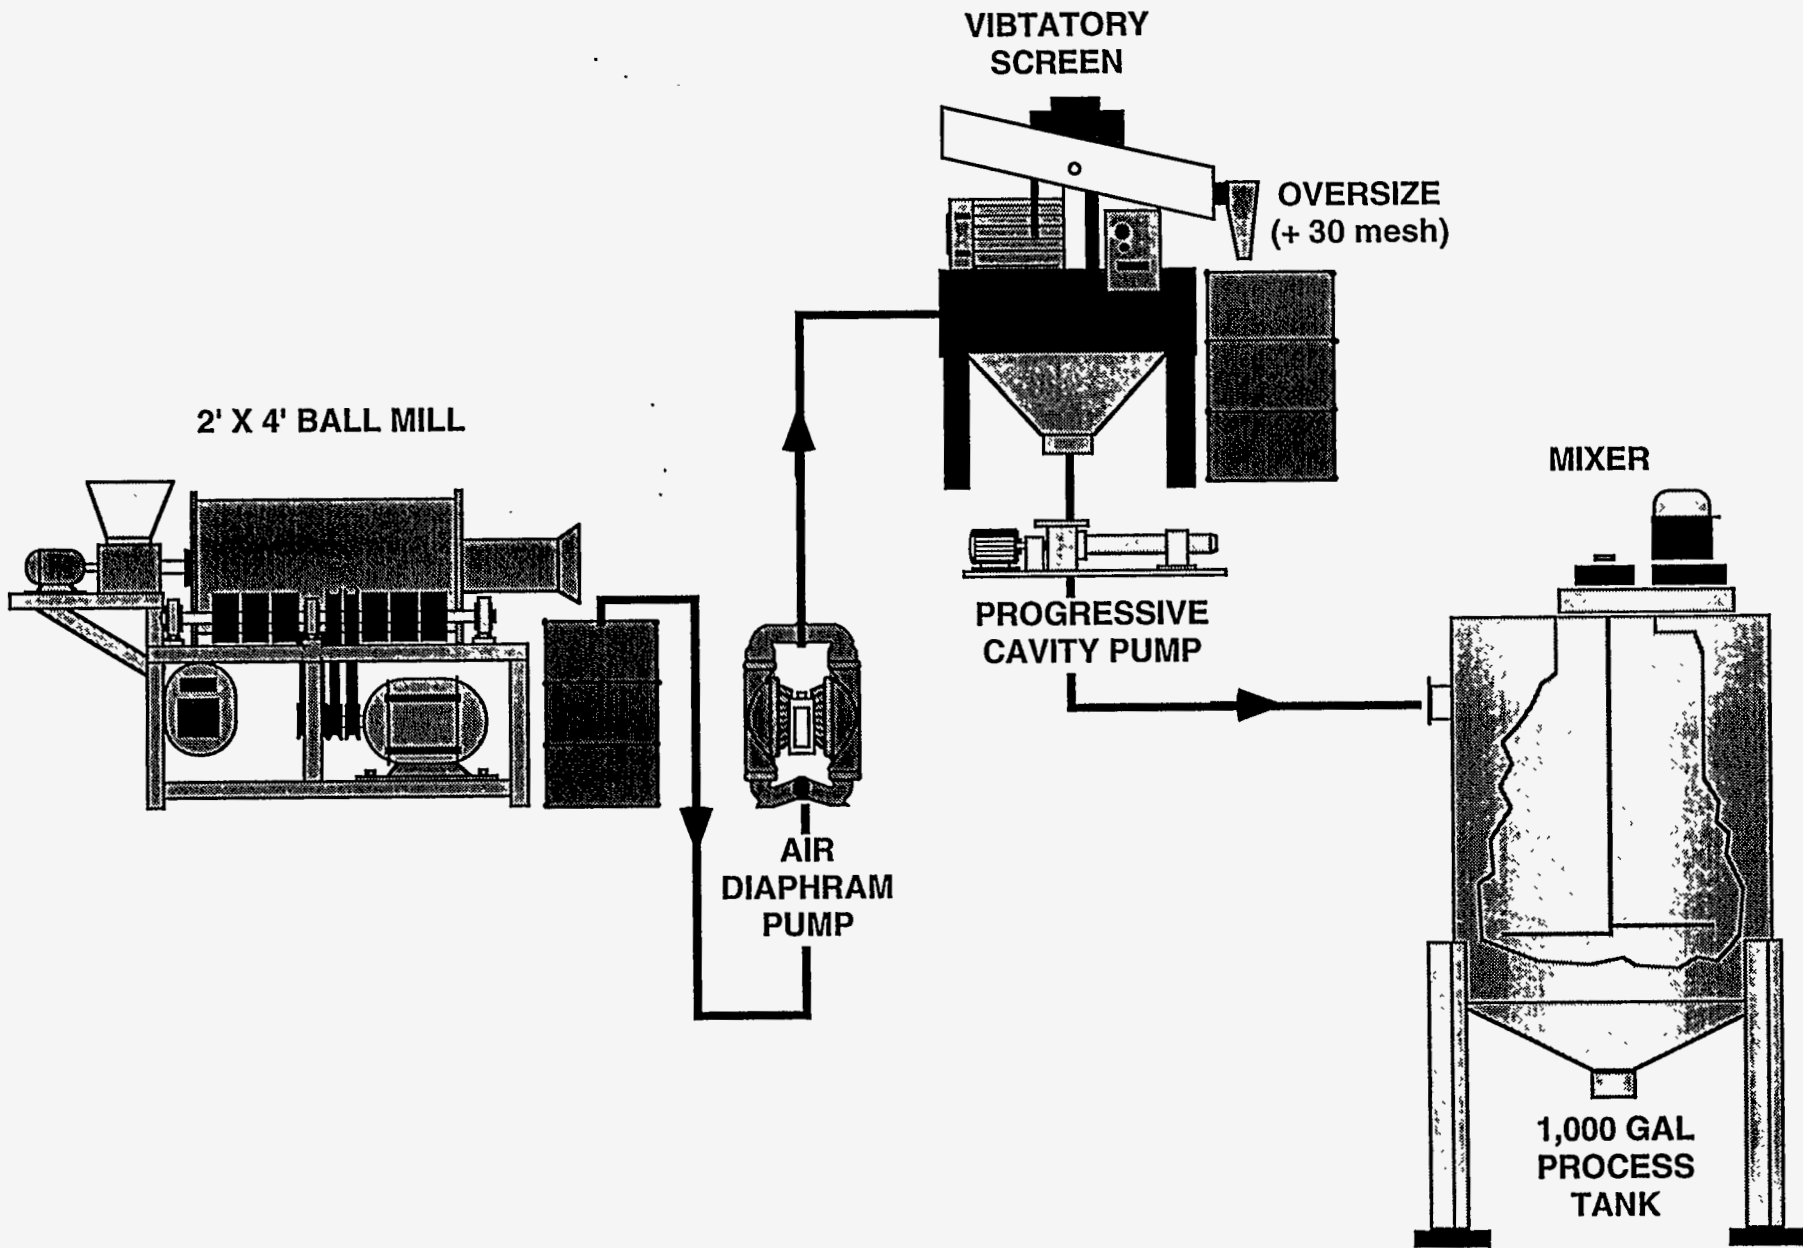 VIBTATORY
SCREEN
OVERSIZE
(+ 30 mesh)
2' X 4' BALL MILL
MIXER
PROGRESSIVE
CAVITY PUMP
AIR
DIAPHRAM
PUMP
1,000 GAL
PROCESS
TANK